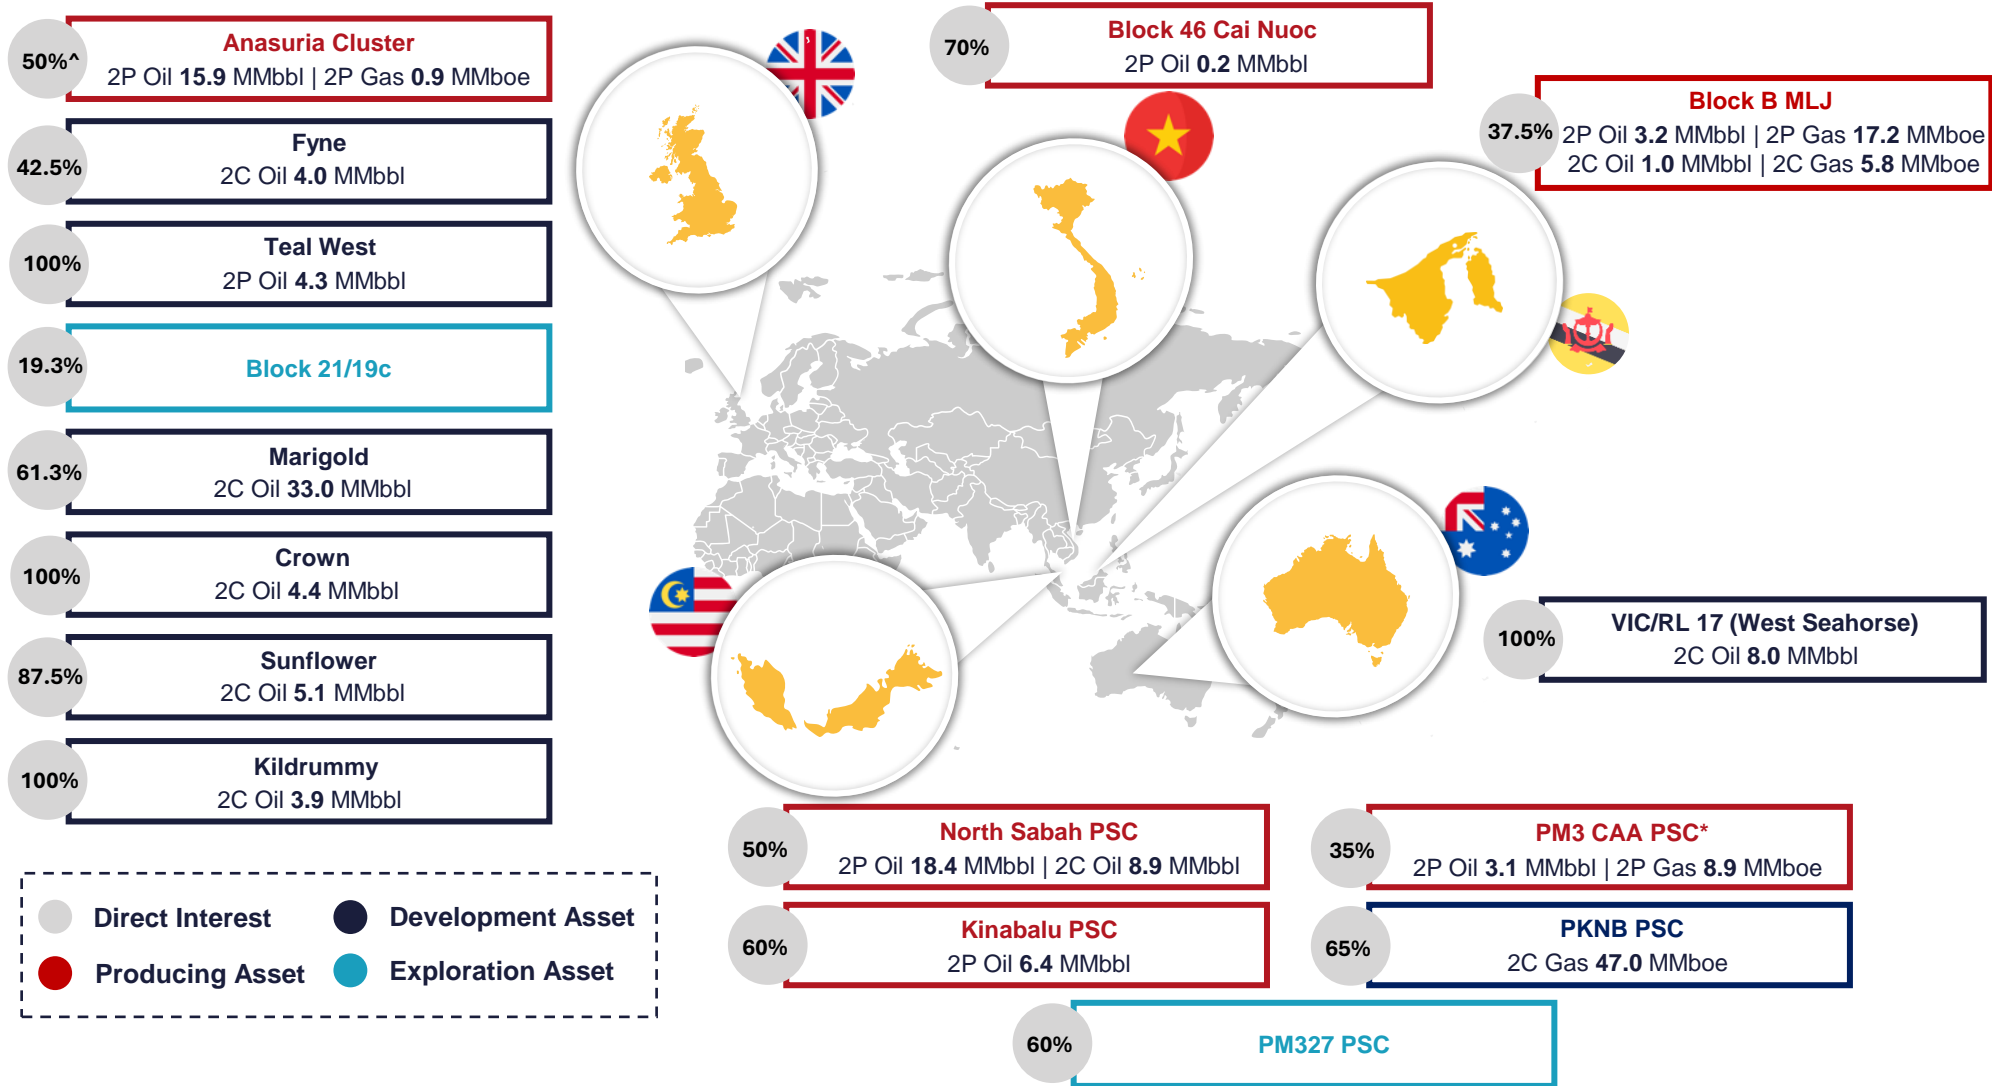 50%^
Anasuria Cluster
2P Oil 15.9 MMbbl | 2P Gas 0.9 MMboe
42.5%
Fyne
2C Oil 4.0 MMbbl
100%
Teal West
2P Oil 4.3 MMbbl
19.3%
Block 21/19c
61.3%
Marigold
2C Oil 33.0 MMbbl
100%
Crown
2C Oil 4.4 MMbbl
87.5%
Sunflower
2C Oil 5.1 MMbbl
100%
Kildrummy
2C Oil 3.9 MMbbl
70%
Block 46 Cai Nuoc
2P Oil 0.2 MMbbl
37.5%
Block B MLJ
2P Oil 3.2 MMbbl | 2P Gas 17.2 MMboe
2C Oil 1.0 MMbbl | 2C Gas 5.8 MMboe
100%
VIC/RL 17 (West Seahorse)
2C Oil 8.0 MMbbl
50%
North Sabah PSC
2P Oil 18.4 MMbbl | 2C Oil 8.9 MMbbl
35%
PM3 CAA PSC*
2P Oil 3.1 MMbbl | 2P Gas 8.9 MMboe
60%
Kinabalu PSC
2P Oil 6.4 MMbbl
65%
PKNB PSC
2C Gas 47.0 MMboe
60%
PM327 PSC
Direct Interest
Development Asset
Producing Asset
Exploration Asset